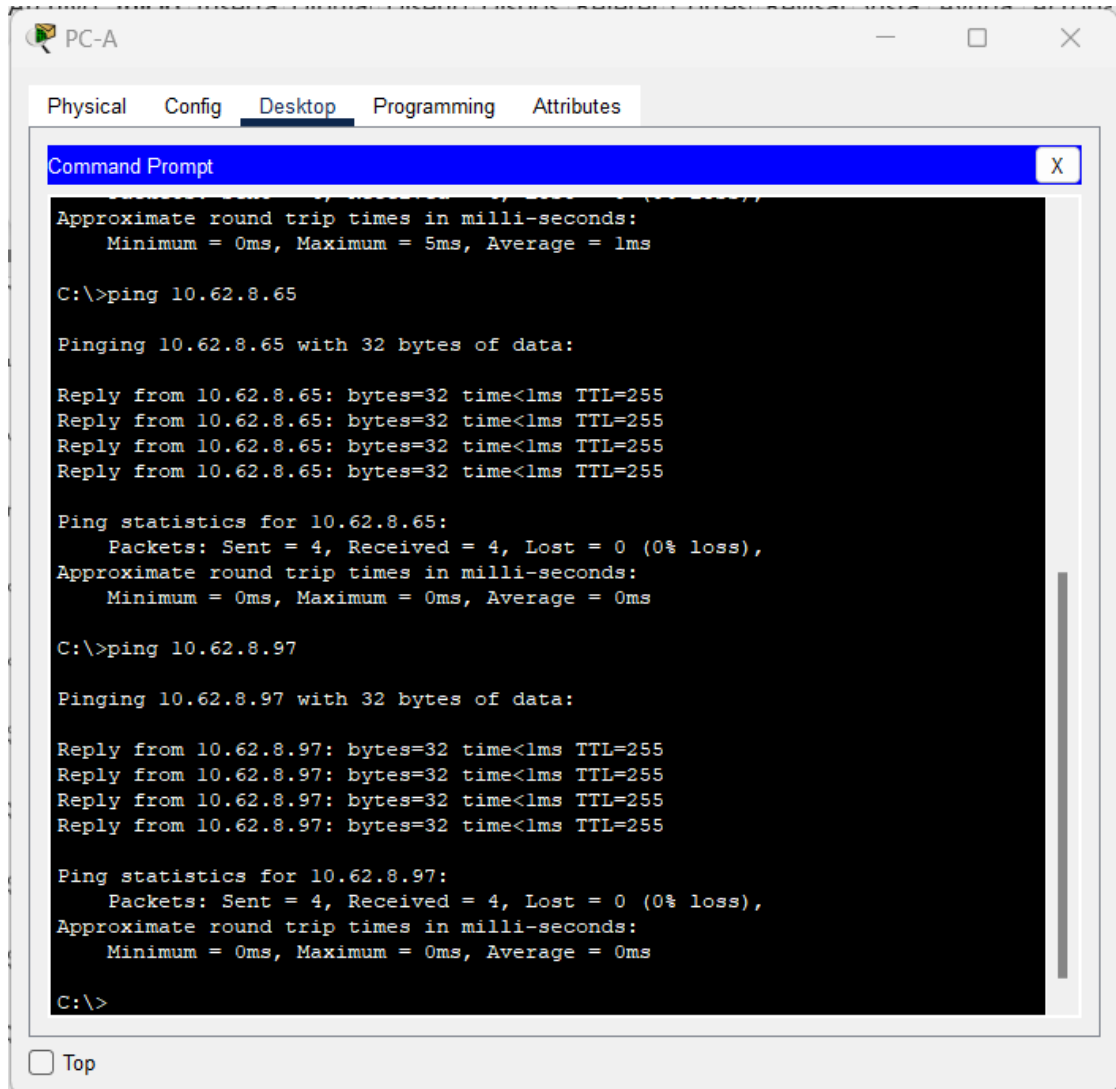 PC-A
Physical Config Desktop Programming Attributes
Command Prompt
X
Approximate round trip times in milli-seconds:
Minimum = 0ms, Maximum = 5ms, Average = 1ms
C:\>ping 10.62.8.65
Pinging 10.62.8.65 with 32 bytes of data:
Reply from 10.62.8.65: bytes=32 time<1ms TTL=255
Reply from 10.62.8.65: bytes=32 time<1ms TTL=255
Reply from 10.62.8.65: bytes=32 time<1ms TTL=255
Reply from 10.62.8.65: bytes=32 time<1ms TTL=255
Ping statistics for 10.62.8.65:
Packets: Sent = 4, Received = 4, Lost = 0 (0% loss),
Approximate round trip times in milli-seconds:
Minimum = 0ms, Maximum = 0ms, Average = 0ms
C:\>ping 10.62.8.97
Pinging 10.62.8.97 with 32 bytes of data:
Reply from 10.62.8.97: bytes=32 time<1ms TTL=255
Reply from 10.62.8.97: bytes=32 time<1ms TTL=255
Reply from 10.62.8.97: bytes=32 time<1ms TTL=255
Reply from 10.62.8.97: bytes=32 time<1ms TTL=255
Ping statistics for 10.62.8.97:
Packets: Sent = 4, Received = 4, Lost = 0 (0% loss),
Approximate round trip times in milli-seconds:
Minimum = 0ms, Maximum = 0ms, Average = 0ms
C:\>
Top